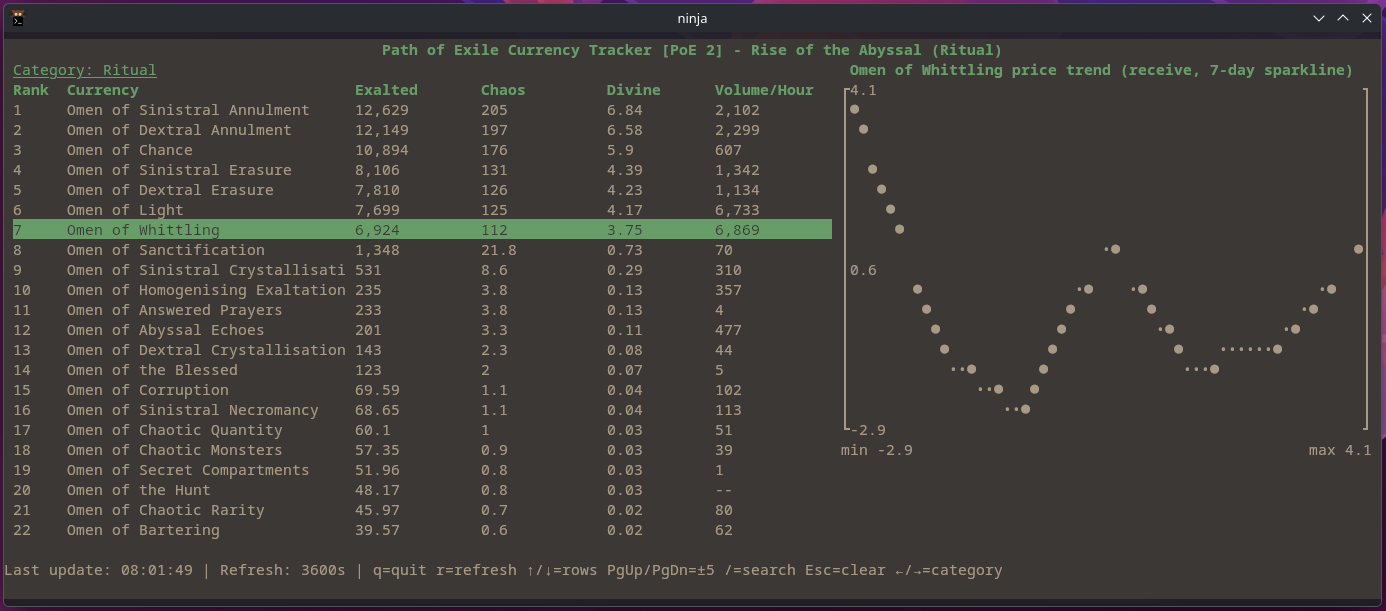 ninja
Path of Exile Currency Tracker [PoE 2] - Rise of the Abyssal (Ritual)
Category: Ritual
Rank Currency Exalted Chaos Divine Volume/Hour
1 Omen of Sinistral Annulment 12,629 205 6.84 2,102
2 Omen of Dextral Annulment 12,149 197 6.58 2,299
3 Omen of Chance 10,894 176 5.9 607
4 Omen of Sinistral Erasure 8,106 131 4.39 1,342
5 Omen of Dextral Erasure 7,810 126 4.23 1,134
6 Omen of Light 7,699 125 4.17 6,733
7 Omen of Whittling 6,924 112 3.75 6,869
8 Omen of Sanctification 1,348 21.8 0.73 70
9 Omen of Sinistral Crystallisati 531 8.6 0.29 310
10 Omen of Homogenising Exaltation 235 3.8 0.13 357
11 Omen of Answered Prayers 233 3.8 0.13 4
12 Omen of Abyssal Echoes 201 3.3 0.11 477
13 Omen of Dextral Crystallisation 143 2.3 0.08 44
14 Omen of the Blessed 123 2 0.07 5
15 Omen of Corruption 69.59 1.1 0.04 102
16 Omen of Sinistral Necromancy 68.65 1.1 0.04 113
17 Omen of Chaotic Quantity 60.1 1 0.03 51
18 Omen of Chaotic Monsters 57.35 0.9 0.03 39
19 Omen of Secret Compartments 51.96 0.8 0.03 1
20 Omen of the Hunt 48.17 0.8 0.03 --
21 Omen of Chaotic Rarity 45.97 0.7 0.02 80
22 Omen of Bartering 39.57 0.6 0.02 62
Omen of Whittling price trend (receive, 7-day sparkline)
4.1
0.6
-2.9
min -2.9 max 4.1
Last update: 08:01:49 | Refresh: 3600s | q=quit r=refresh ↑/↓=rows PgUp/PgDn=±5 /=search Esc=clear ←/→=category